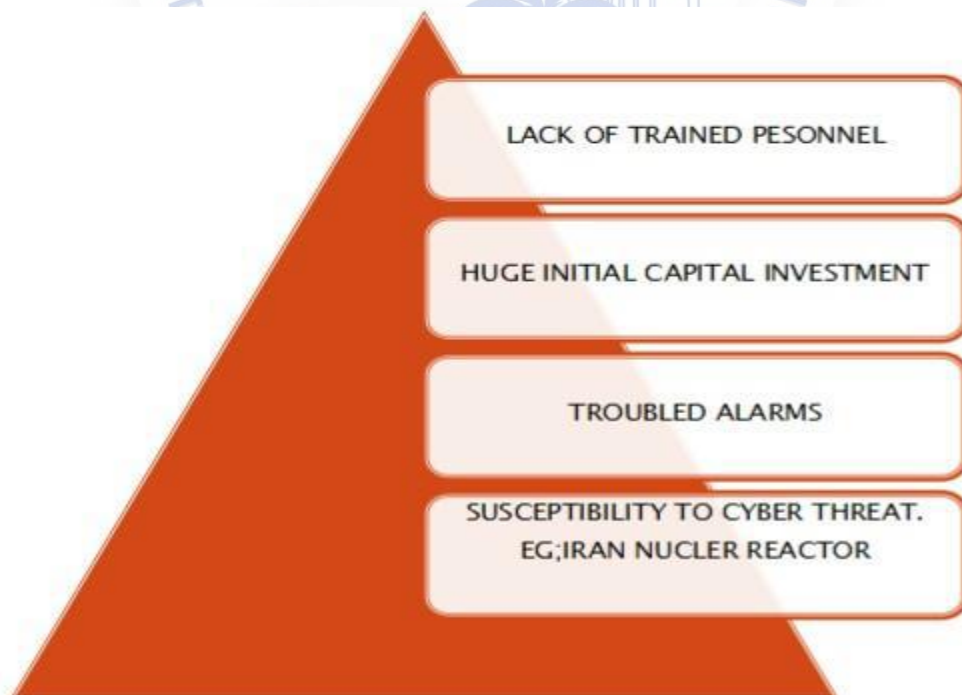 LACK OF TRAINED PESONNEL
HUGE INITIAL CAPITAL INVESTMENT
TROUBLED ALARMS
SUSCEPTIBILITY TO CYBER THREAT.
EG;IRAN NUCLER REACTOR